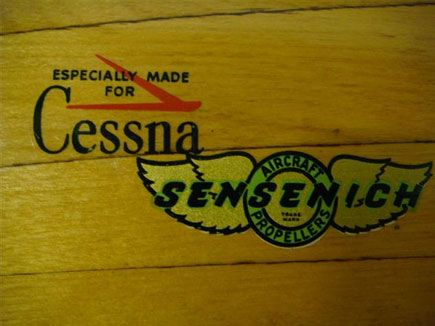 ESPECIALLY MADE
FOR
Cessna
AIRCRAFT
SENSENICH
TRADE
MARK
PROPELLERS